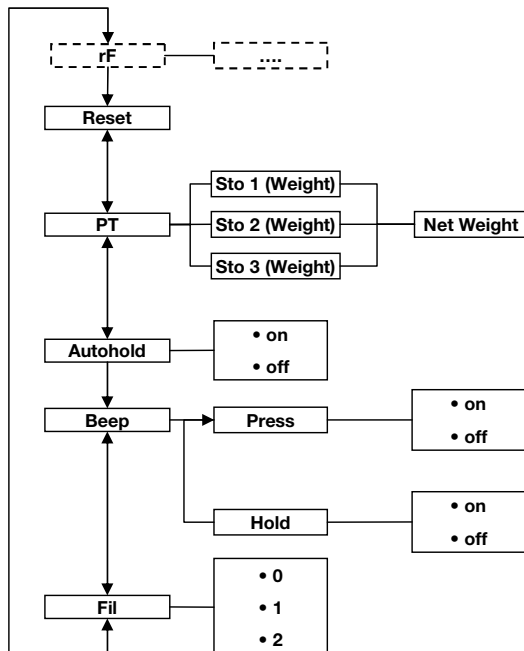 rF
....
Reset
Sto 1 (Weight)
PT
Sto 2 (Weight)
Net Weight
Sto 3 (Weight)
Autohold
• on
• off
Beep
Press
• on
• off
Hold
• on
• off
Fil
• 0
• 1
• 2